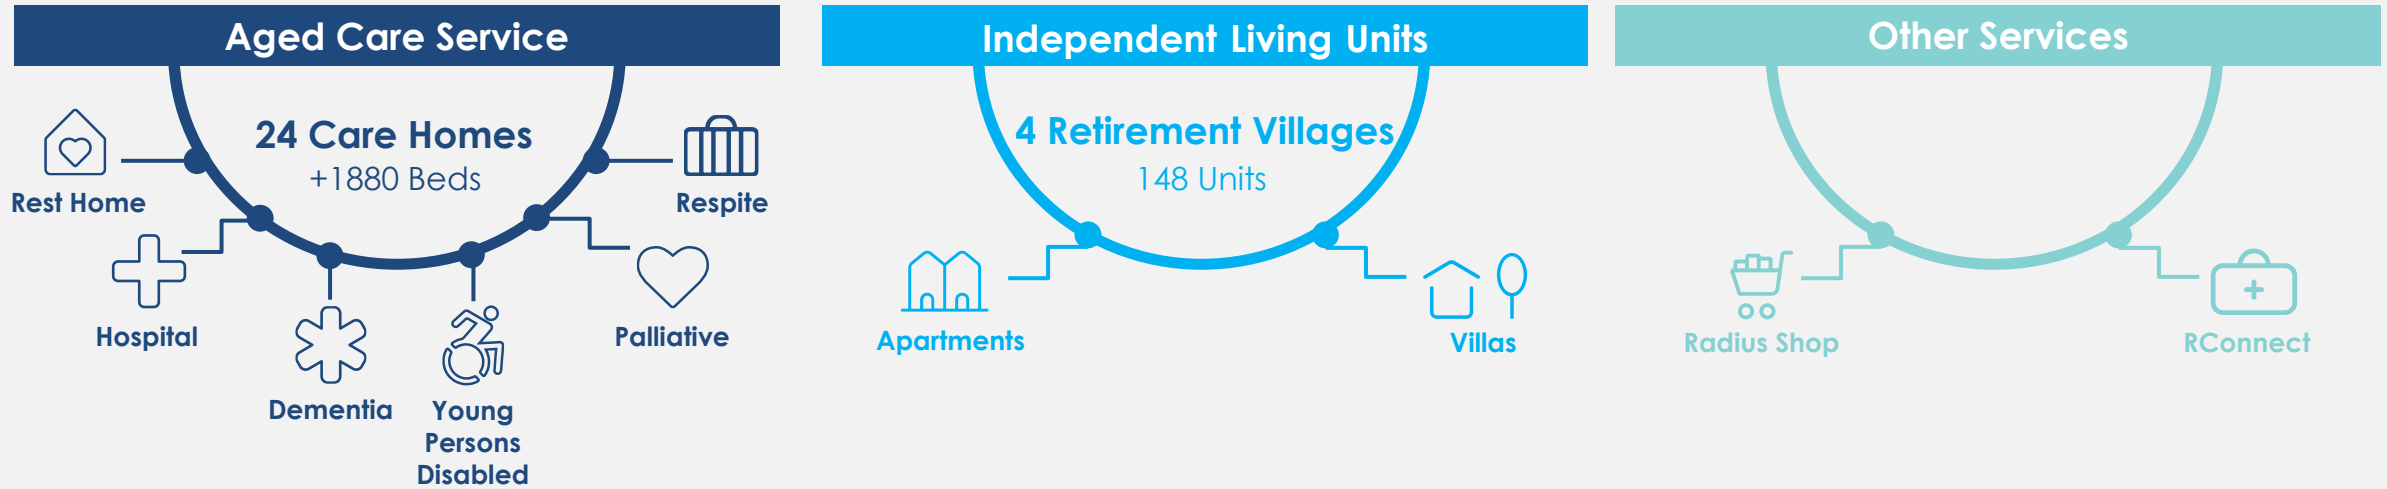 Aged Care Service
24 Care Homes
+1880 Beds
Rest Home
Hospital
Dementia
Young
Persons
Disabled
Palliative
Respite
Independent Living Units
4 Retirement Villages
148 Units
Apartments
Villas
Other Services
Radius Shop
RConnect